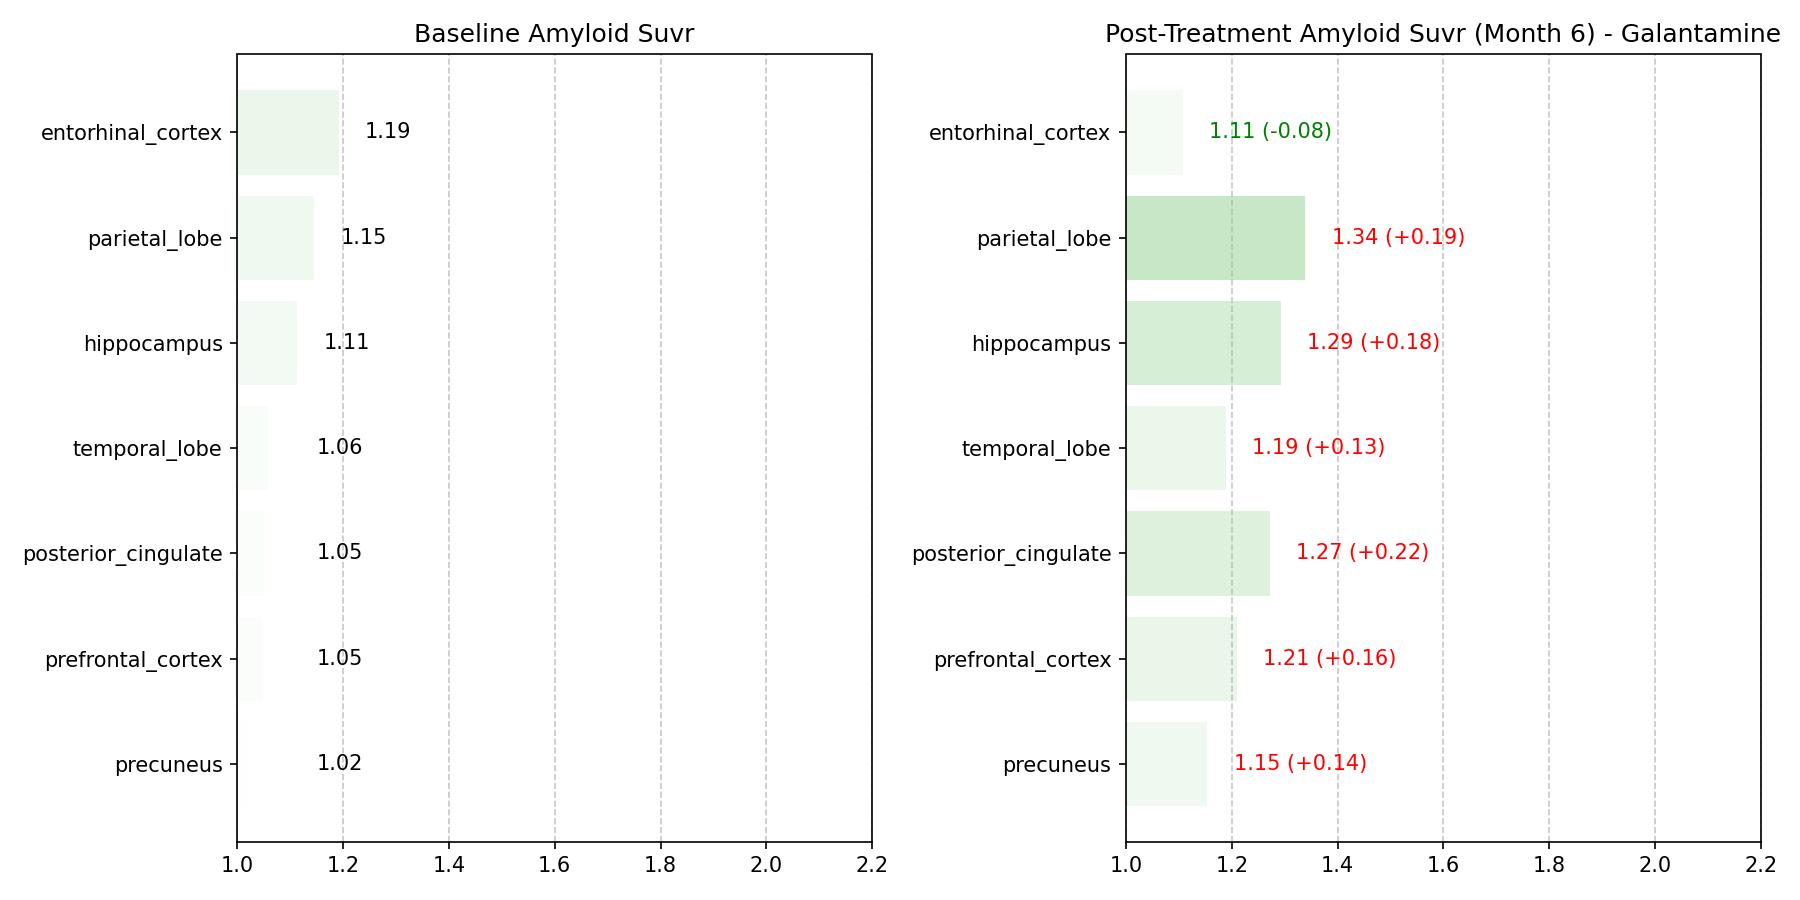 Baseline Amyloid Suvr
entorhinal_cortex 1.19
parietal_lobe 1.15
hippocampus 1.11
temporal_lobe 1.06
posterior_cingulate 1.05
prefrontal_cortex 1.05
precuneus 1.02
1.0 1.2 1.4 1.6 1.8 2.0 2.2
Post-Treatment Amyloid Suvr (Month 6) - Galantamine
entorhinal_cortex 1.11 (-0.08)
parietal_lobe 1.34 (+0.19)
hippocampus 1.29 (+0.18)
temporal_lobe 1.19 (+0.13)
posterior_cingulate 1.27 (+0.22)
prefrontal_cortex 1.21 (+0.16)
precuneus 1.15 (+0.14)
1.0 1.2 1.4 1.6 1.8 2.0 2.2